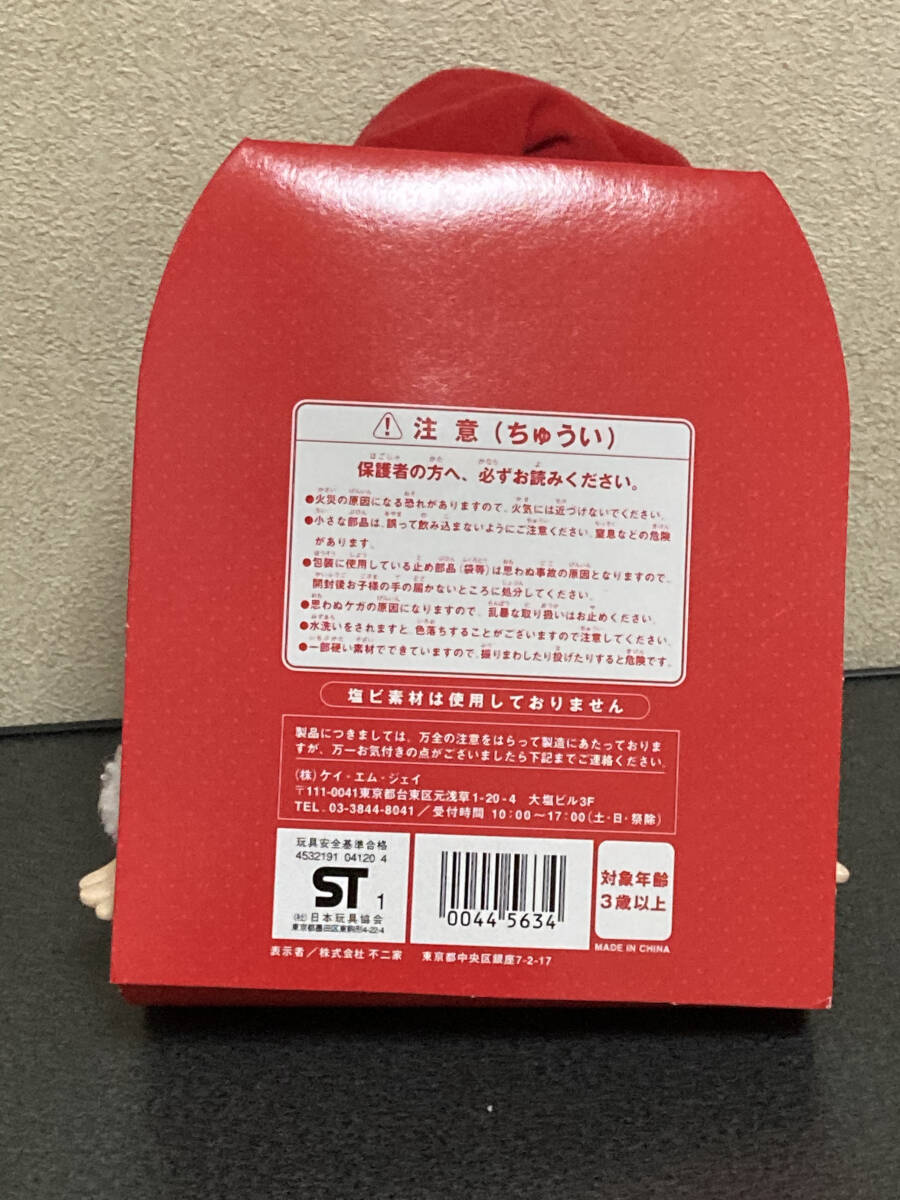 注意(ちゅうい)
保護者の方へ、必ずお読みください。
●火災の原因になる恐れがありますので、火気には近づけないでください。
●小さな部品は、誤って飲み込まないようにご注意ください。窒息などの危険
があります。
●包装に使用している止め部品(袋等)は思わぬ事故の原因となりますので、
開封後お子様の手の届かないところに処分してください。
●思わぬケガの原因になりますので、乱暴な取り扱いはお止めください。
●水洗いをされますと色落ちすることがございますので注意してください。
●一部硬い素材でできていますので、振りまわしたり投げたりすると危険です。
塩ビ素材は使用しておりません
製品につきましては、万全の注意をはらって製造にあたっておりま
すが、万一お気付きの点がございましたら下記までご連絡ください。
(株)ケイ・エム・ジェイ
〒111-0041東京都台東区元浅草1-20-4 大塩ビル3F
TEL. 03-3844-8041/受付時間 10:00〜17:00(土・日・祭除)
玩具安全基準合格
4532191 04120 4
ST 1
(社)日本玩具協会
東京都墨田区東駒形4-22-4
0044 5634
対象年齢
3歳以上
MADE IN CHINA
表示者/株式会社 不二家 東京都中央区銀座7-2-17